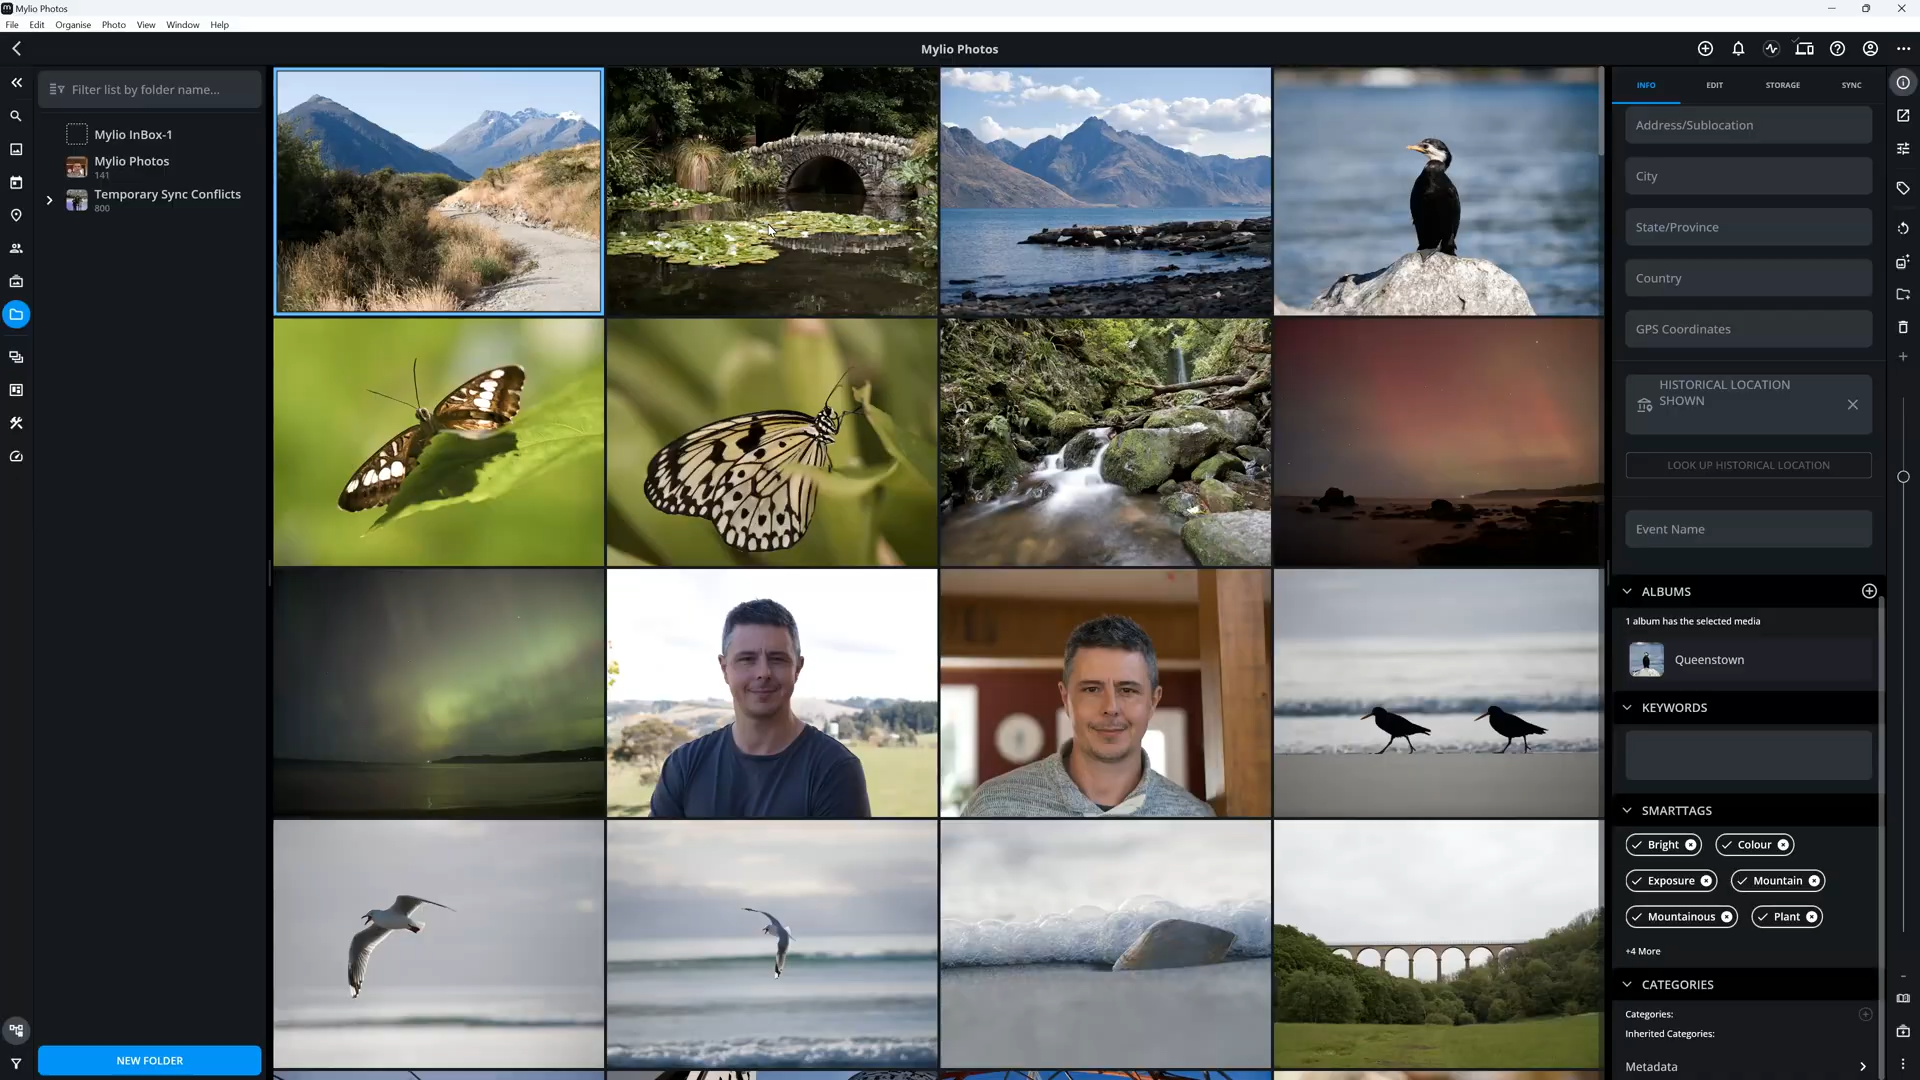 Mylio Photos
File Edit Organise Photo View Window Help
Mylio Photos
Filter list by folder name...
Mylio InBox-1
Mylio Photos
141
Temporary Sync Conflicts
800
NEW FOLDER
INFO EDIT STORAGE SYNC
Address/Sublocation
City
State/Province
Country
GPS Coordinates
HISTORICAL LOCATION
SHOWN
LOOK UP HISTORICAL LOCATION
Event Name
ALBUMS
1 album has the selected media
Queenstown
KEYWORDS
SMARTTAGS
Bright Colour
Exposure Mountain
Mountainous Plant
+4 More
CATEGORIES
Categories:
Inherited Categories:
Metadata